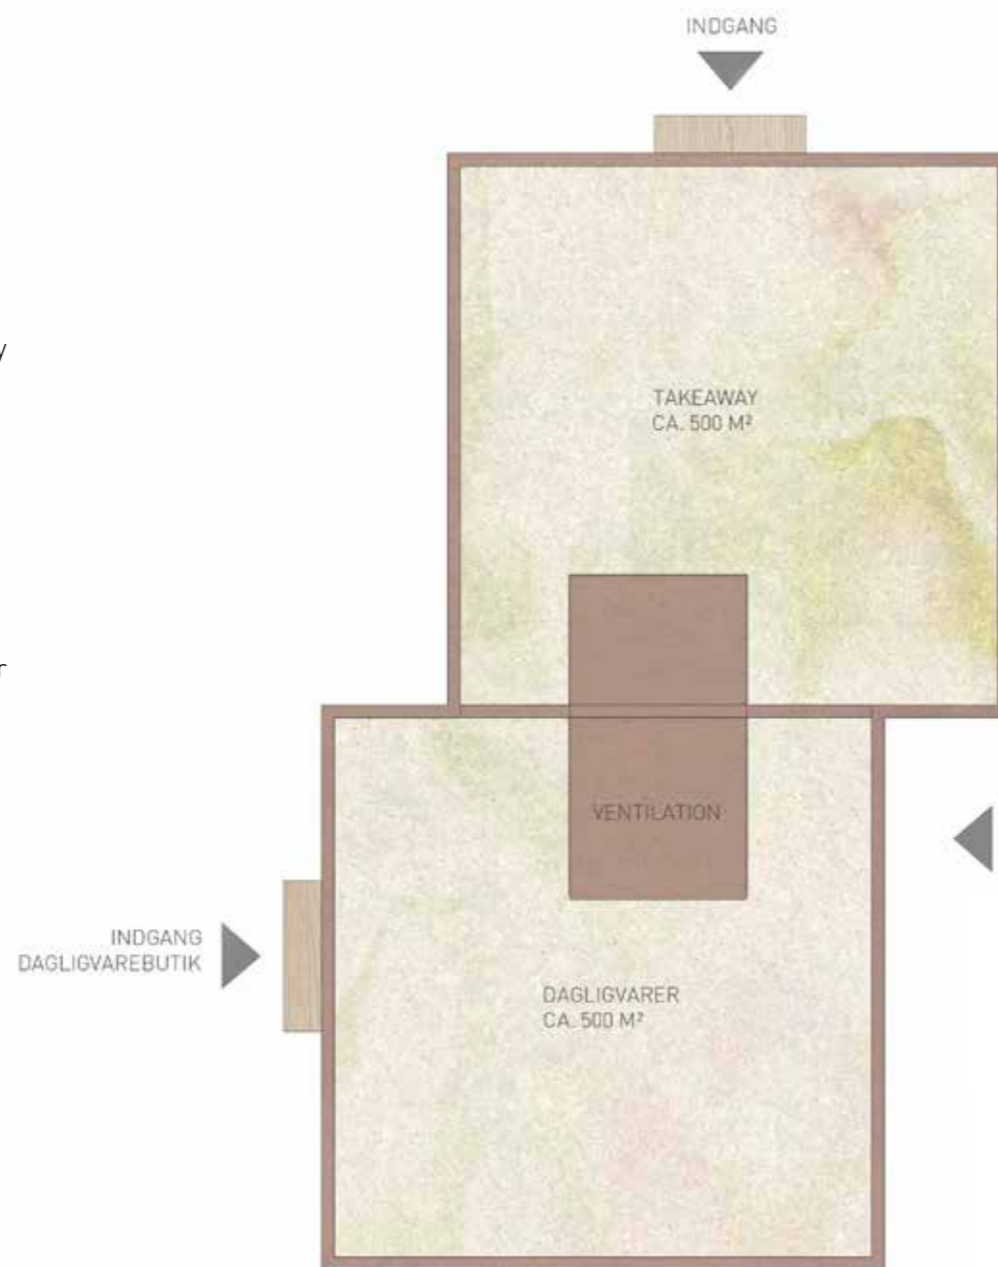 INDGANG
y
TAKEAWAY
CA. 500 M²
r
VENTILATION
INDGANG
DAGLIGVAREBUTIK
DAGLIGVARER
CA. 500 M²